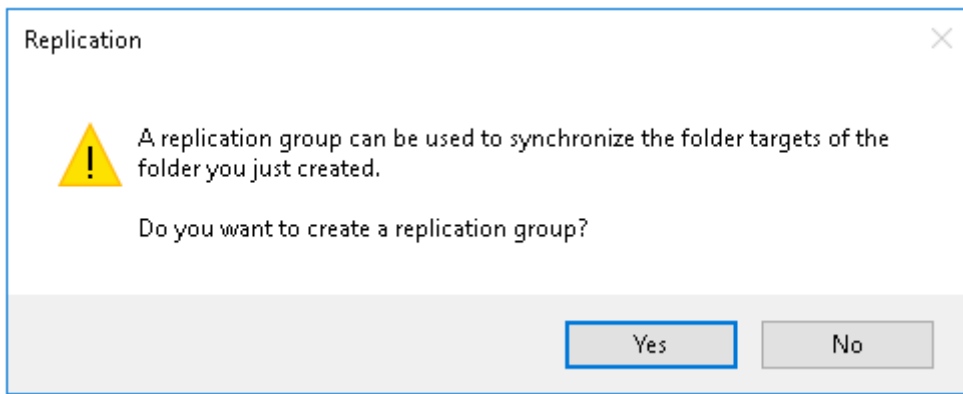 Replication
A replication group can be used to synchronize the folder targets of the
folder you just created.
Do you want to create a replication group?
Yes
No